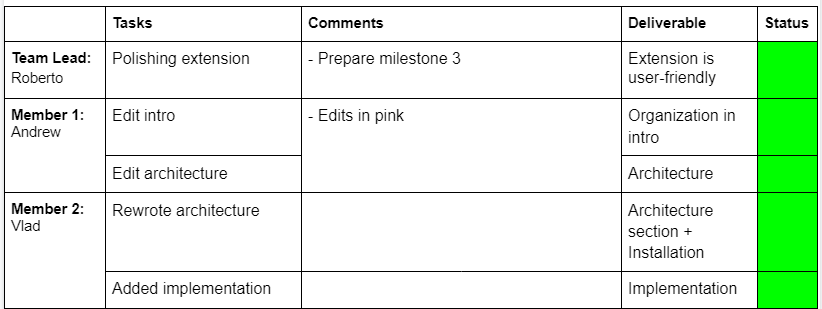 Tasks Comments Deliverable Status
Team Lead: Polishing extension - Prepare milestone 3 Extension is
Roberto user-friendly
Member 1: Edit intro - Edits in pink Organization in
Andrew intro
Edit architecture Architecture
Member 2: Rewrote architecture Architecture
Vlad section +
Installation
Added implementation Implementation